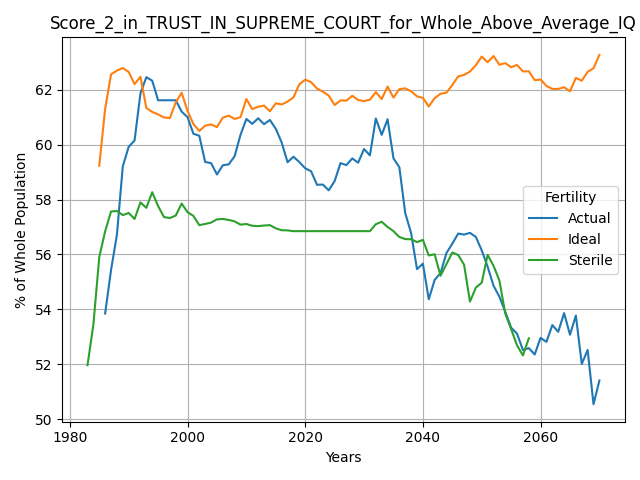 Score_2_in_TRUST_IN_SUPREME_COURT_for_Whole_Above_Average_IQ
% of Whole Population
62
60
58
56
54
52
50
Fertility
Actual
Ideal
Sterile
1980
2000
2020
2040
2060
Years